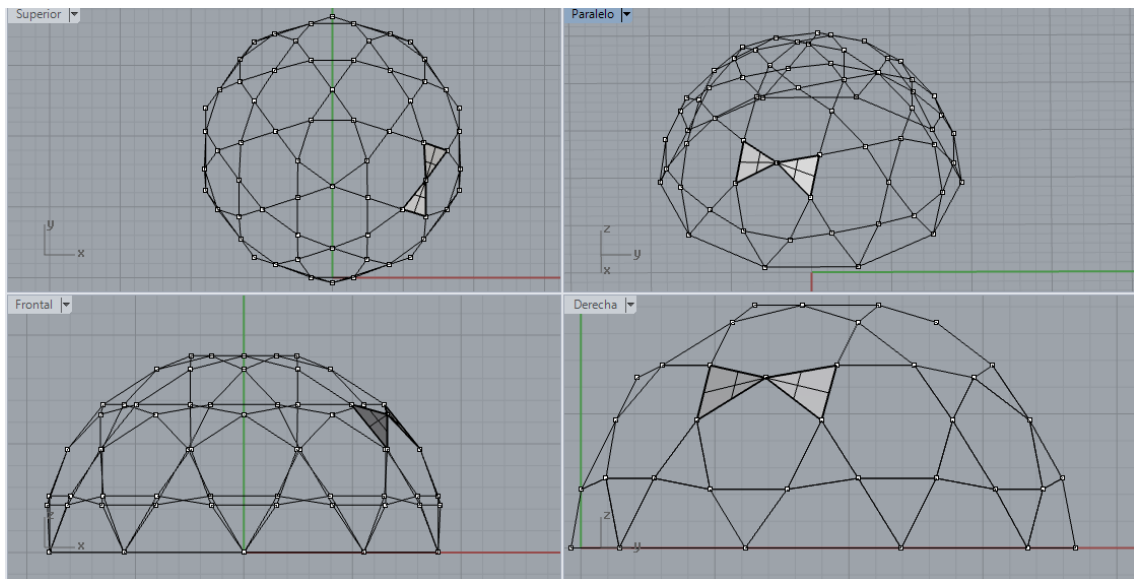 Superior
y
x
Paralelo
z
y
x
Frontal
z
x
Derecha
z
y